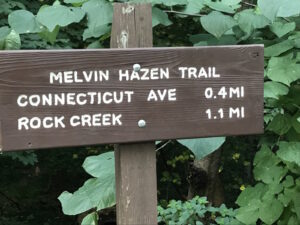 MELVIN HAZEN TRAIL
CONNECTICUT AVE 0.4 MI
ROCK CREEK 1.1 MI